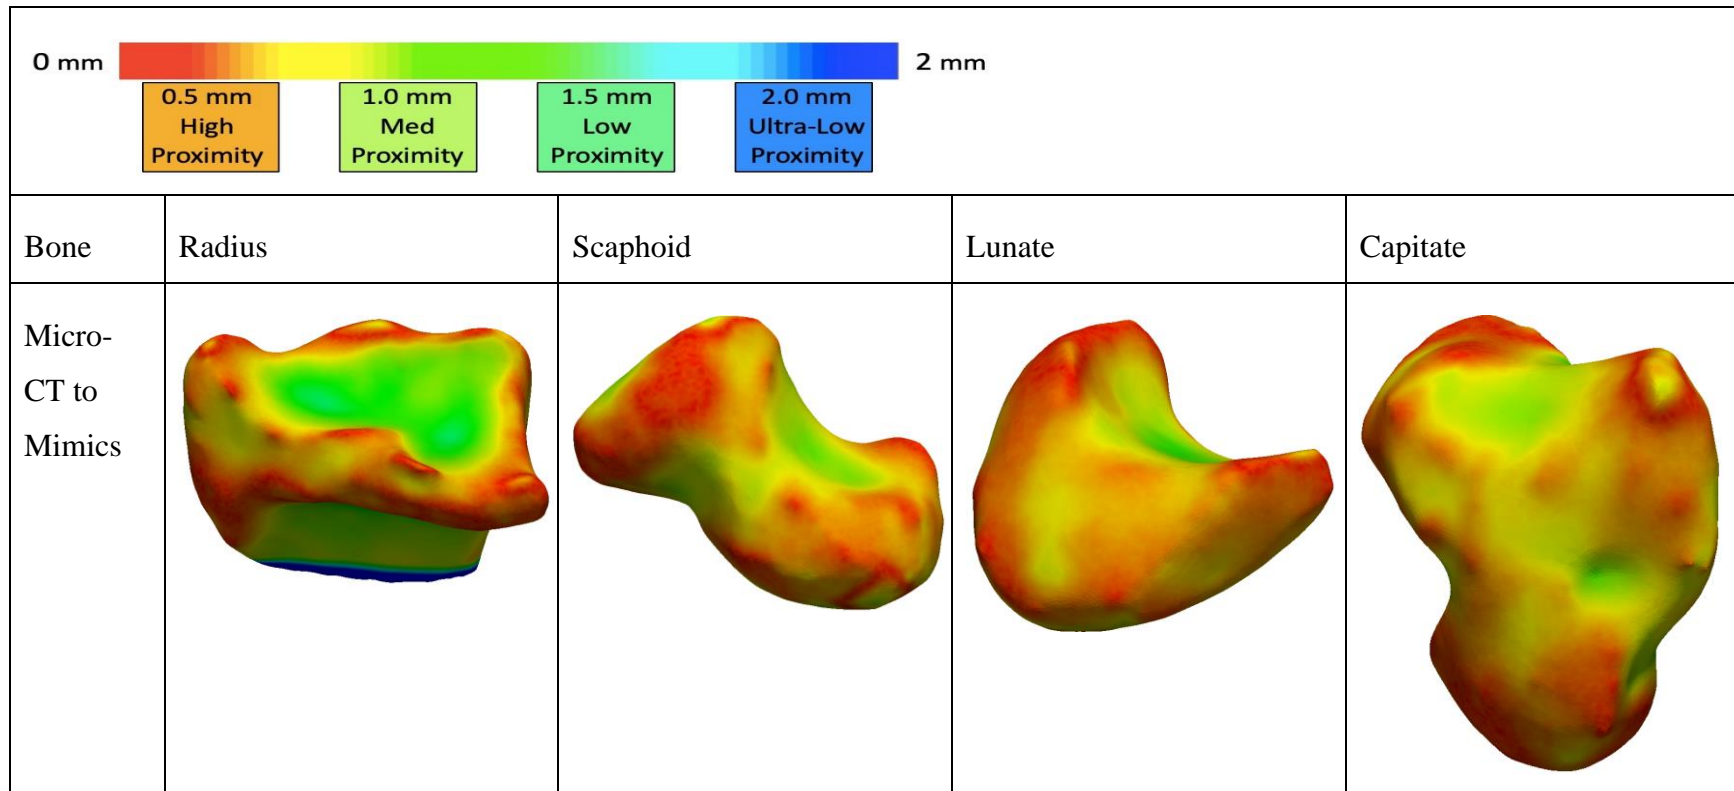 0 mm
2 mm
0.5 mm
High
Proximity
1.0 mm
Med
Proximity
1.5 mm
Low
Proximity
2.0 mm
Ultra-Low
Proximity
Bone
Radius
Scaphoid
Lunate
Capitate
Micro-
CT to
Mimics